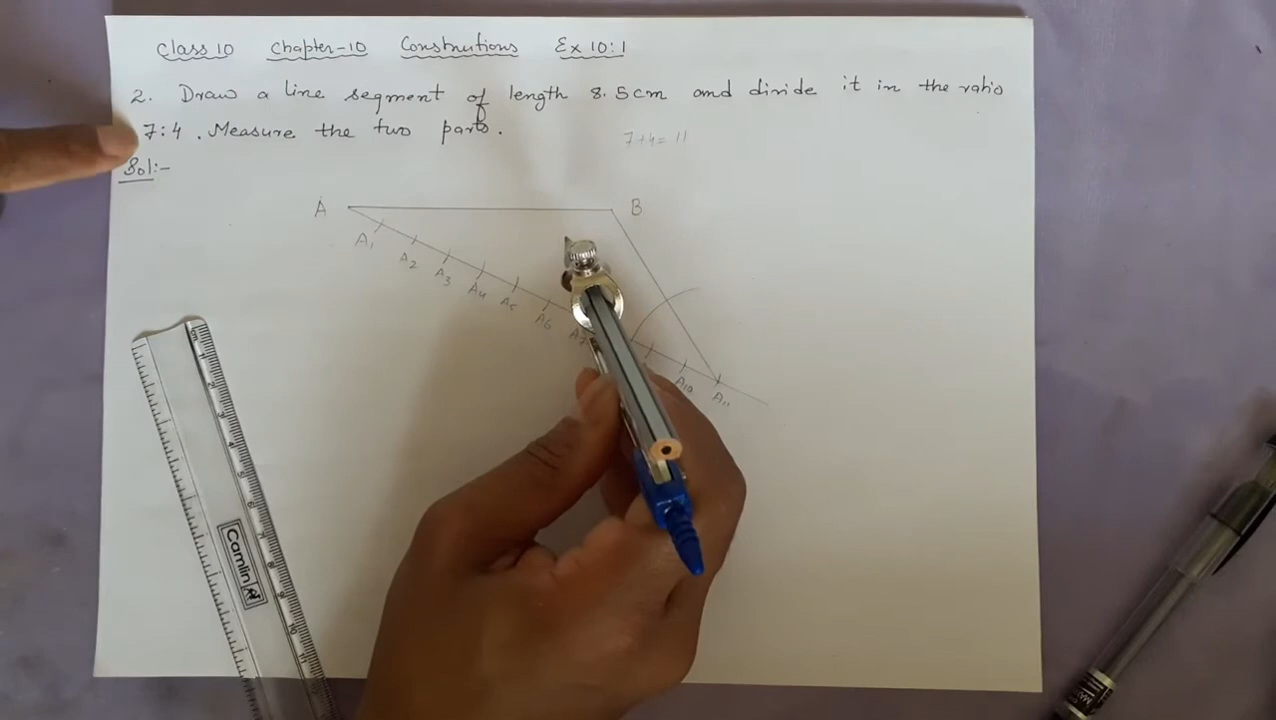 Class 10 Chapter-10 Construtions Ex 10:1
2. Draw a line segment of length 8.5cm and divide it in the ratio
7:4. Measure the two parts.
7+4= 11
Sol:-
A B
A1
A2
A3
A4
A5
A6
A7
A10
A11
cm
Camlin